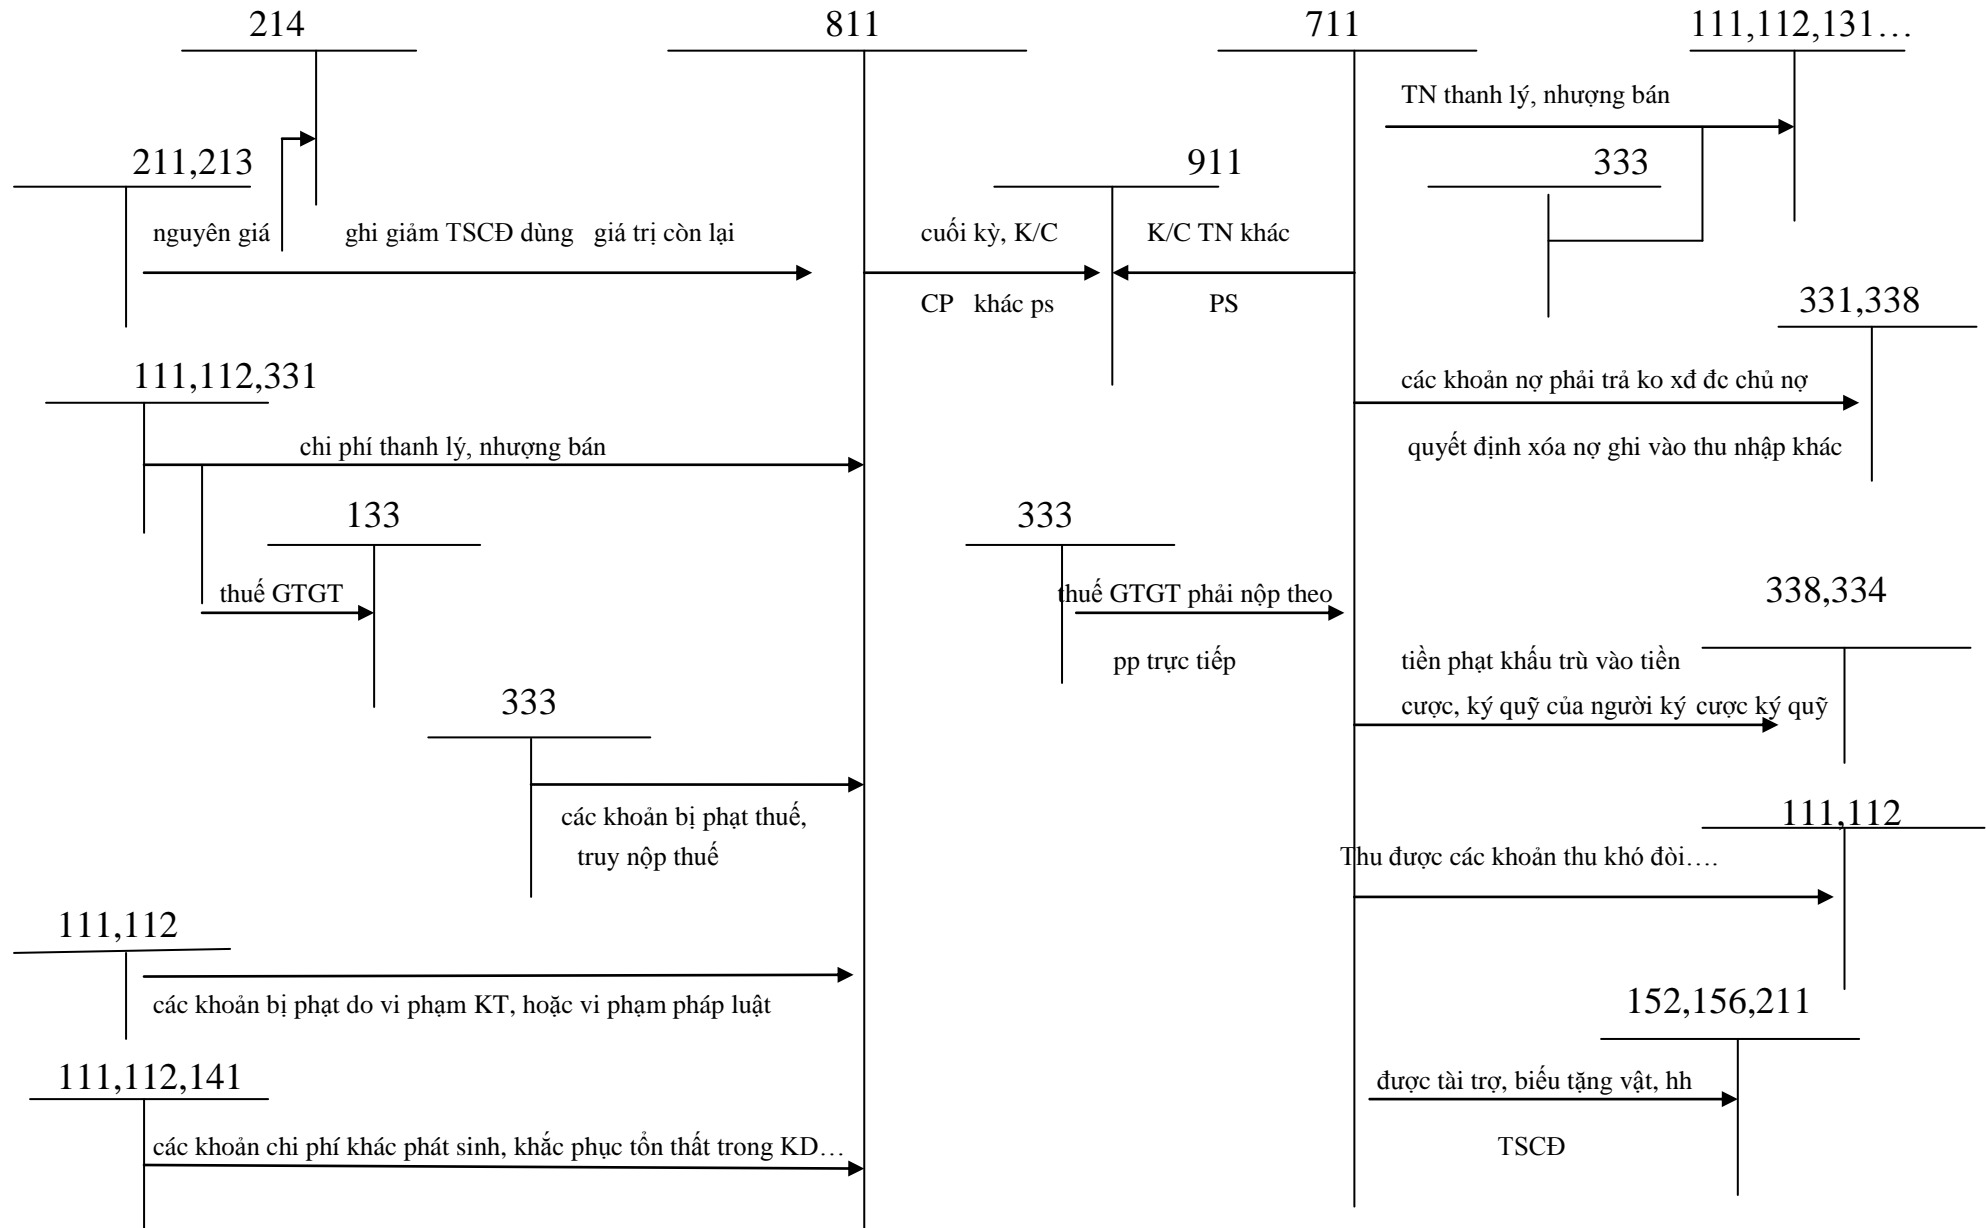 214
811
711
111,112,131…
TN thanh lý, nhượng bán
211,213
911
333
nguyên giá
ghi giảm TSCĐ dùng giá trị còn lại
cuối kỳ, K/C
K/C TN khác
CP khác ps
PS
331,338
111,112,331
các khoản nợ phải trả ko xđ đc chủ nợ
chi phí thanh lý, nhượng bán
quyết định xóa nợ ghi vào thu nhập khác
133
333
thuế GTGT
thuế GTGT phải nộp theo
338,334
pp trực tiếp
tiền phạt khấu trù vào tiền
333
cược, ký quỹ của người ký cược ký quỹ
các khoản bị phạt thuế,
111,112
truy nộp thuế
Thu được các khoản thu khó đòi….
111,112
các khoản bị phạt do vi phạm KT, hoặc vi phạm pháp luật
152,156,211
111,112,141
được tài trợ, biếu tặng vật, hh
các khoản chi phí khác phát sinh, khắc phục tổn thất trong KD…
TSCĐ